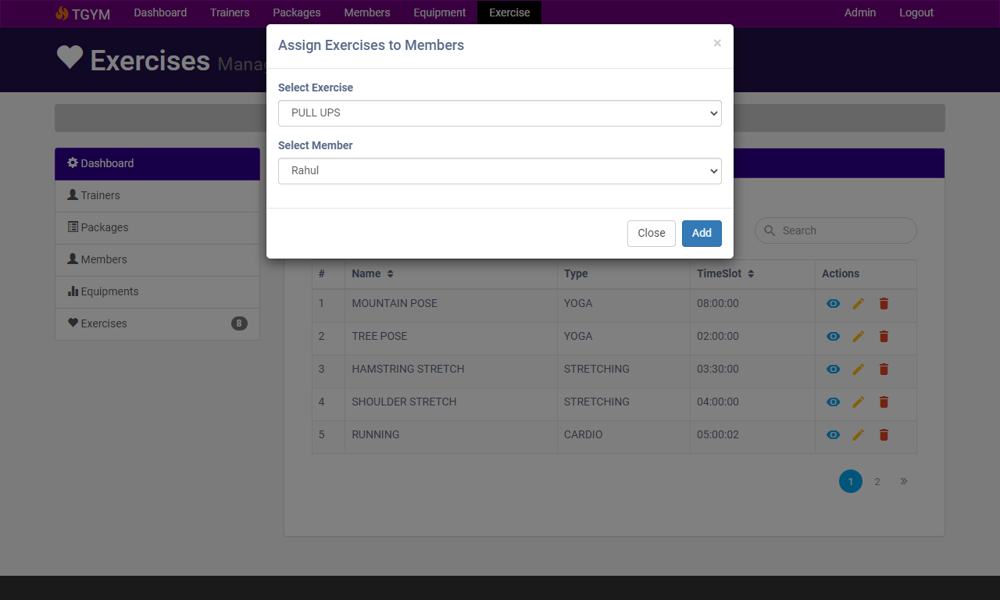 TGYM Dashboard Trainers Packages Members Equipment Exercise Admin Logout
Exercises
Assign Exercises to Members ×
Select Exercise
PULL UPS
Select Member
Rahul
Close Add
Dashboard
Trainers
Packages
Members
Equipments
Exercises 8
Search
# Name Type TimeSlot Actions
1 MOUNTAIN POSE YOGA 08:00:00
2 TREE POSE YOGA 02:00:00
3 HAMSTRING STRETCH STRETCHING 03:30:00
4 SHOULDER STRETCH STRETCHING 04:00:00
5 RUNNING CARDIO 05:00:02
1 2 »